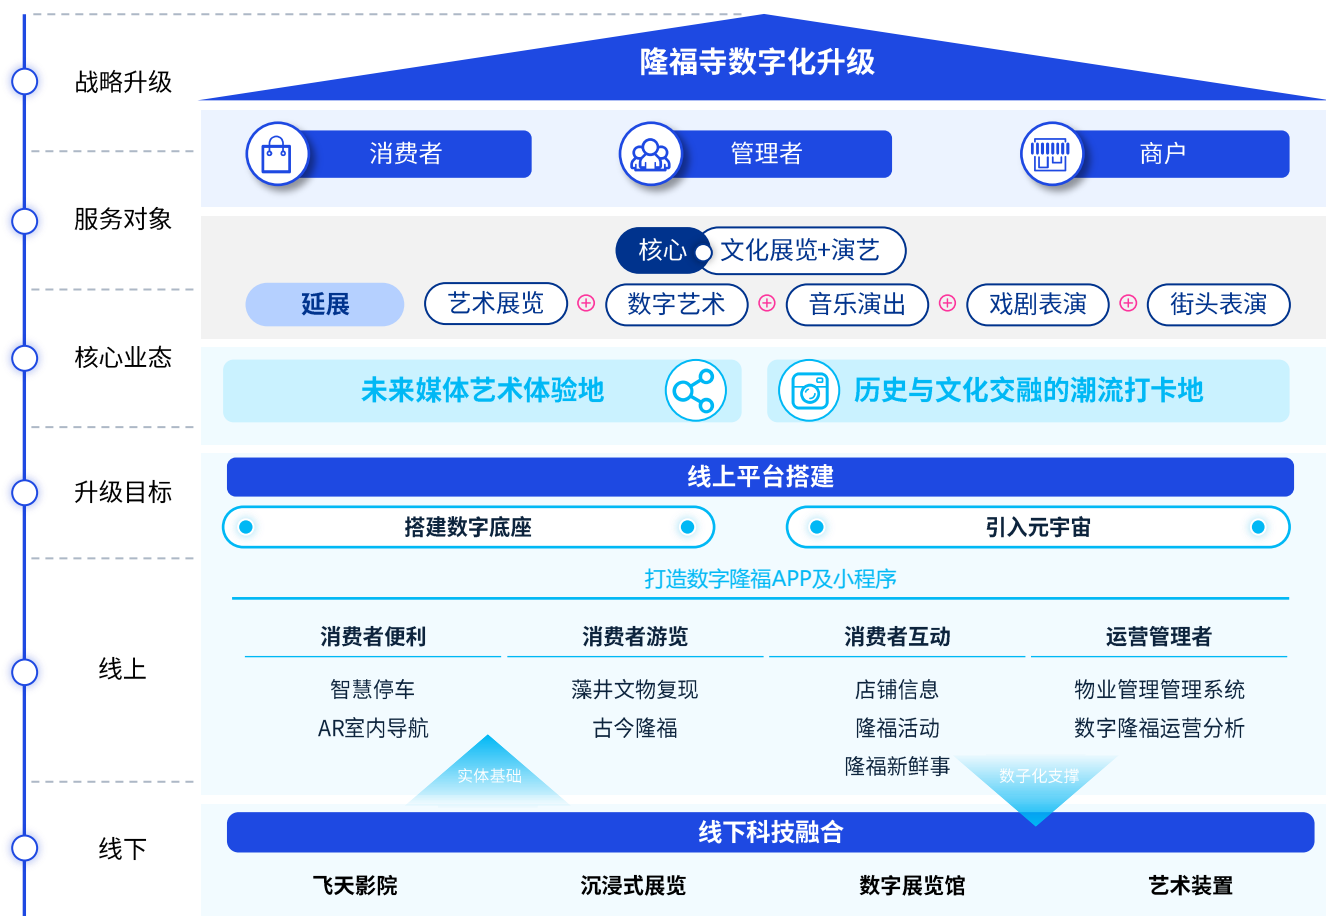 隆福寺数字化升级
战略升级
消费者
管理者
商户
服务对象
核心
文化展览+演艺
延展
艺术展览
数字艺术
音乐演出
戏剧表演
街头表演
核心业态
未来媒体艺术体验地
历史与文化交融的潮流打卡地
升级目标
线上平台搭建
搭建数字底座
引入元宇宙
打造数字隆福APP及小程序
线上
消费者便利
消费者游览
消费者互动
运营管理者
智慧停车
藻井文物复现
店铺信息
物业管理管理系统
AR室内导航
古今隆福
隆福活动
数字隆福运营分析
隆福新鲜事
实体基础
数子化支撑
线下
线下科技融合
飞天影院
沉浸式展览
数字展览馆
艺术装置